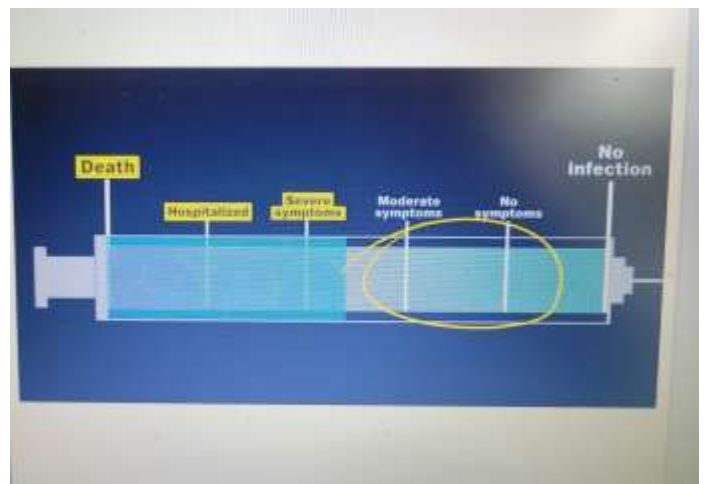 Death
Hospitalized
Severe
symptoms
Moderate
symptoms
No
symptoms
No
Infection